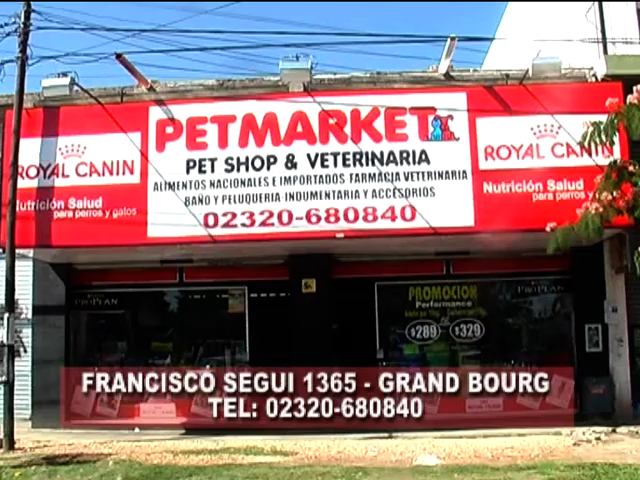 PETMARKET
PET SHOP & VETERINARIA
ALIMENTOS NACIONALES E IMPORTADOS FARMACIA VETERINARIA
BAÑO Y PELUQUERIA INDUMENTARIA Y ACCESORIOS
02320-680840
ROYAL CANIN
Nutrición Salud
para perros y gatos
ROYAL CANIN
Nutrición Salud
para perros y
PROPLAN
PROMOCION
Performance
$289 $329
PROPLAN
FRANCISCO SEGUI 1365 - GRAND BOURG
TEL: 02320-680840